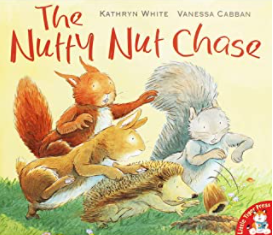 The
KATHRYN WHITE VANESSA CABBAN
Nutty Nut Chase
Little Tiger Press